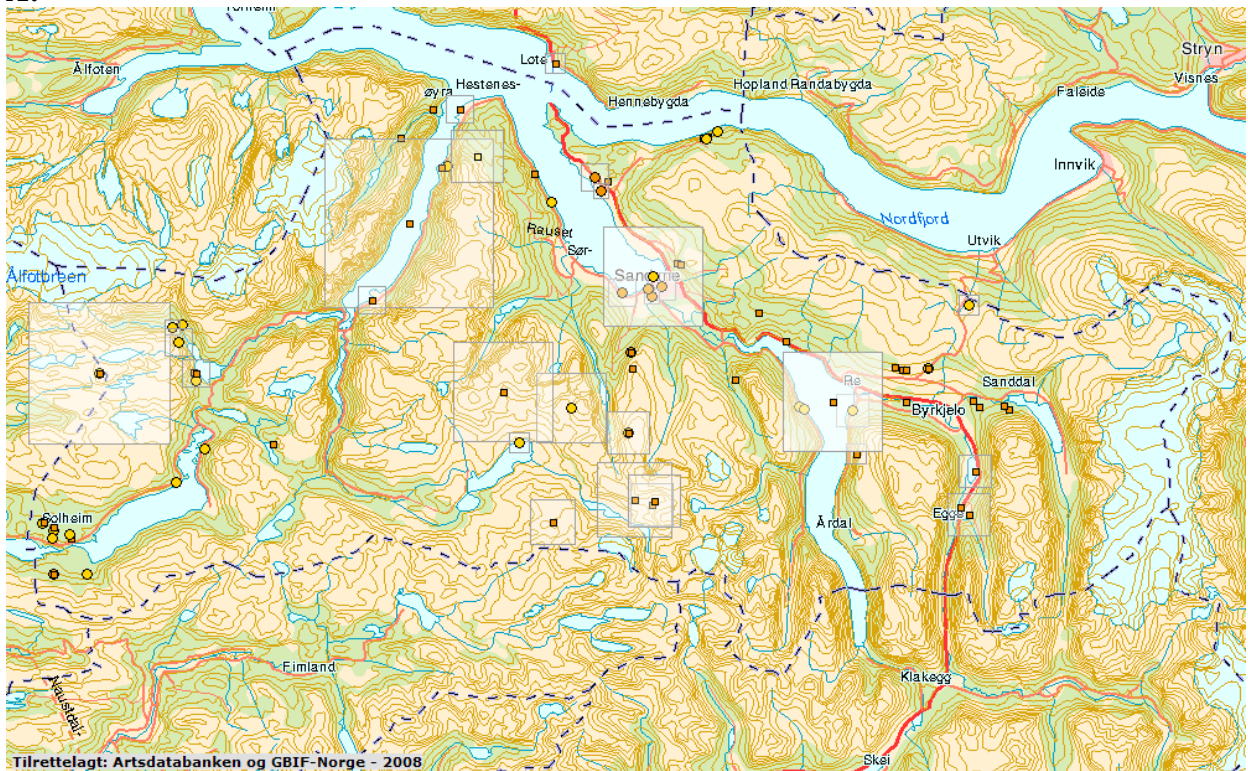 Lote
Stryn
Ålfoten
Hestenes-
øyra
Visnes
Hopland
Randabygda
Faleide
Hennebygda
Innvik
Nordfjord
Rauset
Utvik
Sør-
Ålfotbreen
Sandane
Re
Sanddal
Byrkjelo
Solheim
Egge
Årdal
Fimland
Klakegg
Naustdal-
Skei
Tilrettelagt: Artsdatabanken og GBIF-Norge - 2008